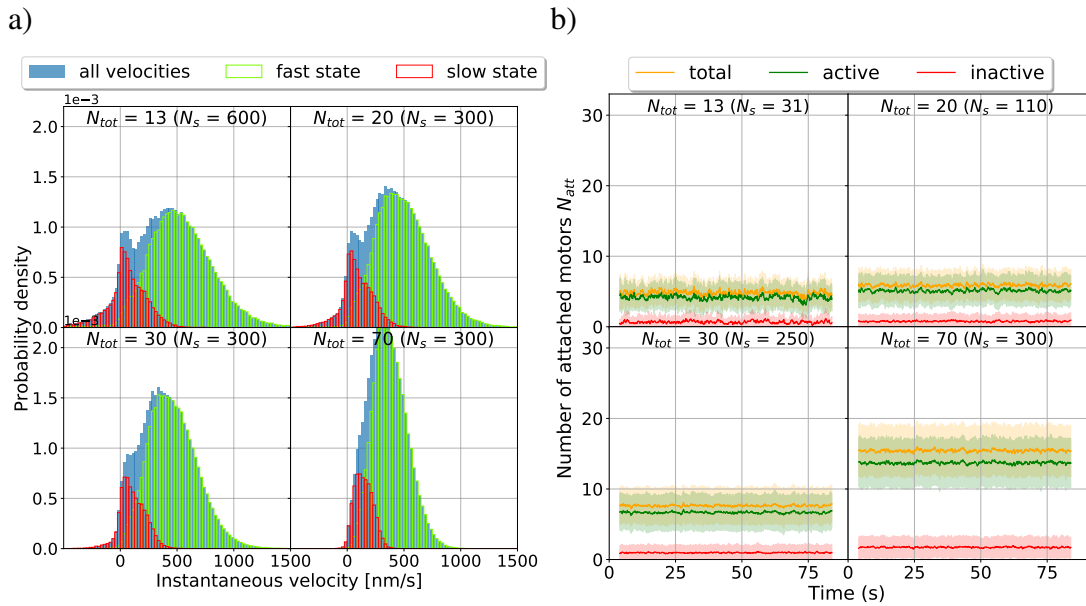 a)
all velocities fast state slow state
1e−3
N_tot = 13 (N_s = 600) N_tot = 20 (N_s = 300)
2.0
1.5
1.0
0.5
0.0
1e−3
N_tot = 30 (N_s = 300) N_tot = 70 (N_s = 300)
2.0
1.5
1.0
0.5
0.0
0 500 1000 1500 0 500 1000 1500
Probability density
Instantaneous velocity [nm/s]
b)
total active inactive
N_tot = 13 (N_s = 31) N_tot = 20 (N_s = 110)
30
20
10
0
N_tot = 30 (N_s = 250) N_tot = 70 (N_s = 300)
30
20
10
0
0 25 50 75 0 25 50 75
Number of attached motors N_att
Time (s)